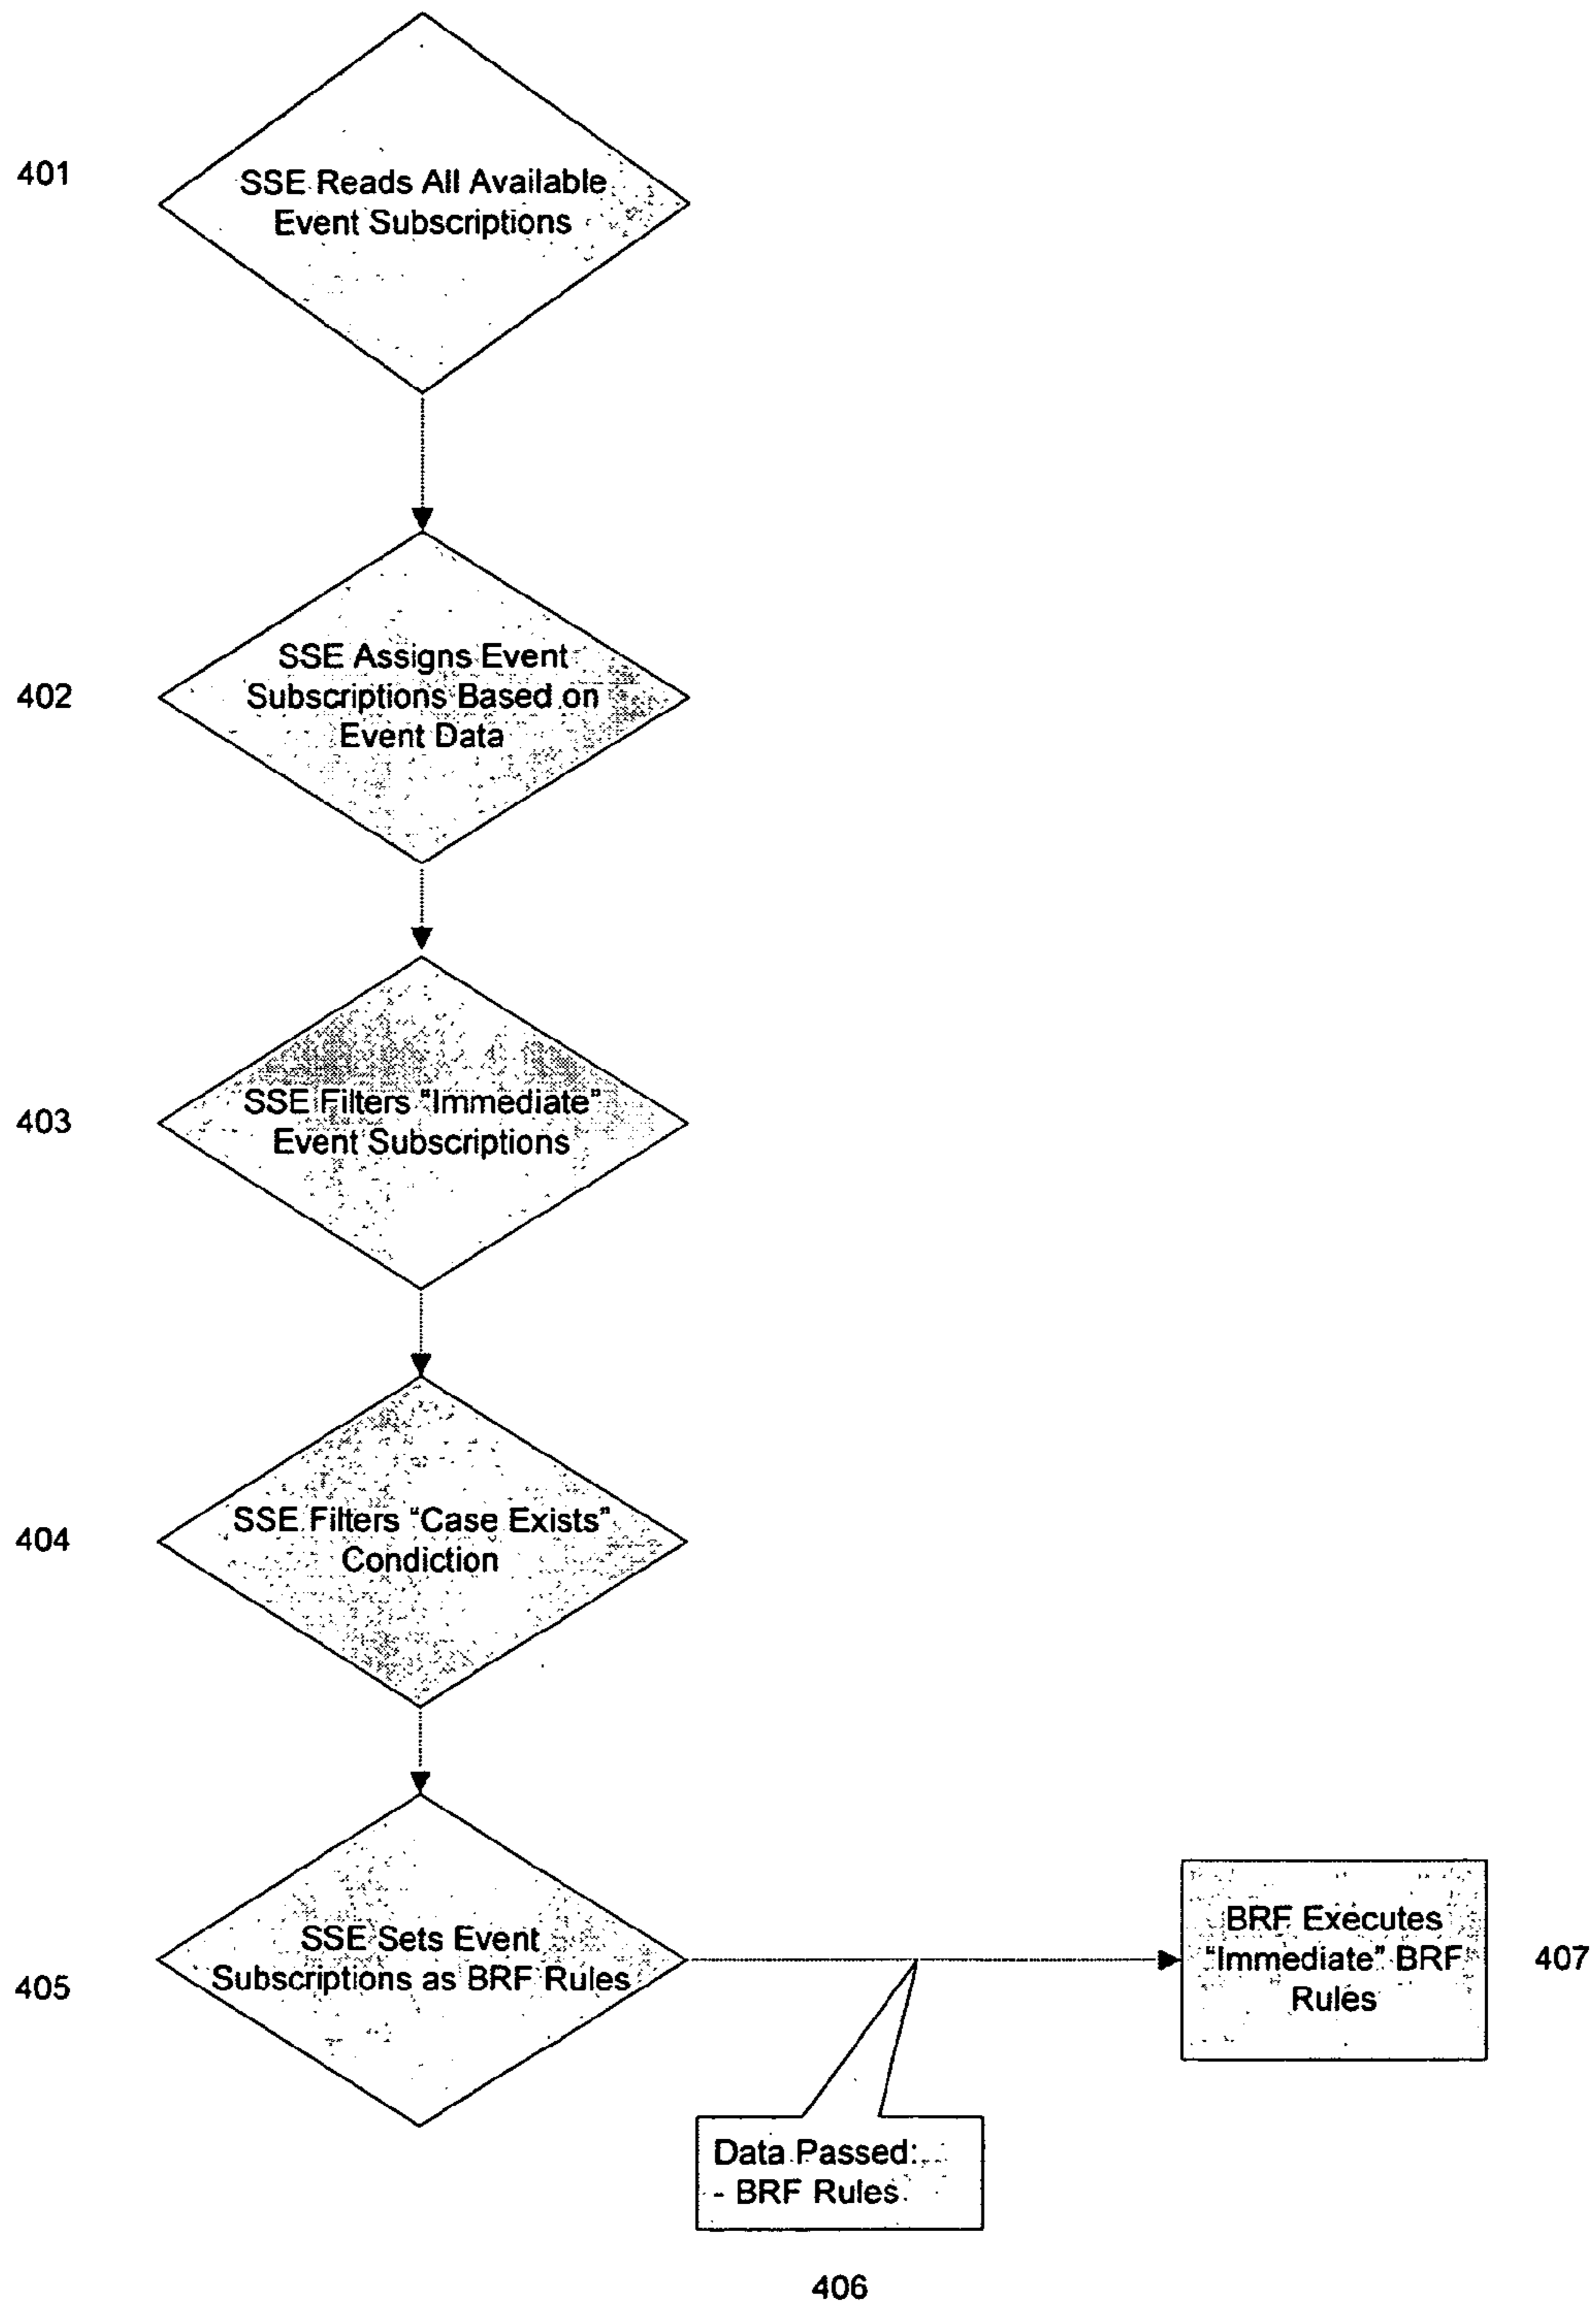 401
SSE Reads All Available
Event Subscriptions
402
SSE Assigns Event
Subscriptions Based on
Event Data
403
SSE Filters "Immediate"
Event Subscriptions
404
SSE Filters "Case Exists"
Condiction
405
SSE Sets Event
Subscriptions as BRF Rules
BRF Executes
"Immediate" BRF
Rules
407
Data Passed:
- BRF Rules
406